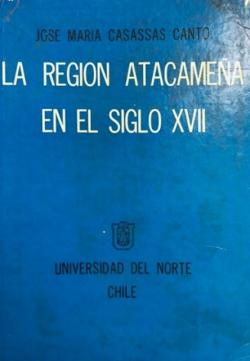 JOSE MARIA CASASSAS CANTO
LA REGION ATACAMEÑA
EN EL SIGLO XVII
UNIVERSIDAD DEL NORTE
CHILE